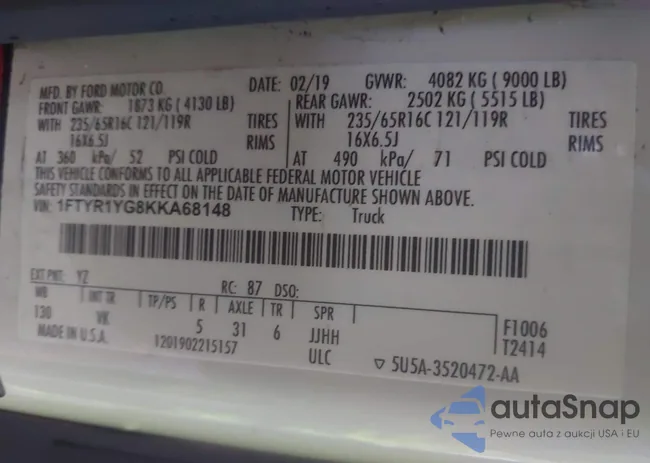 MFD. BY FORD MOTOR CO. DATE: 02/19 GVWR: 4082 KG ( 9000 LB)
FRONT GAWR: 1873 KG ( 4130 LB) REAR GAWR: 2502 KG ( 5515 LB)
WITH 235/65R16C 121/119R TIRES WITH 235/65R16C 121/119R TIRES
16X6.5J RIMS 16X6.5J RIMS
AT 360 kPa/ 52 PSI COLD AT 490 kPa/ 71 PSI COLD
THIS VEHICLE CONFORMS TO ALL APPLICABLE FEDERAL MOTOR VEHICLE
SAFETY STANDARDS IN EFFECT ON THE DATE OF MANUFACTURE SHOWN ABOVE.
VIN: 1FTYR1YG8KKA68148 TYPE: Truck
EXT PNT: YZ RC: 87 DSO:
WB INT TR TP/PS R AXLE TR SPR F1006
130 VK 5 31 6 JJHH T2414
MADE IN U.S.A. 1201902215157 ULC ▽ 5U5A-3520472-AA
autaSnap
Pewne auta z aukcji USA i EU